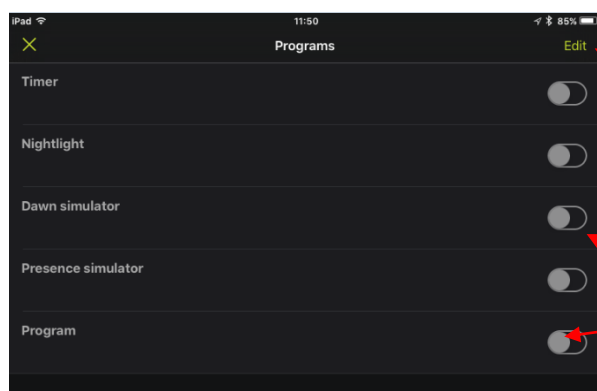 iPad 11:50 85%
Programs Edit
Timer
Nightlight
Dawn simulator
Presence simulator
Program